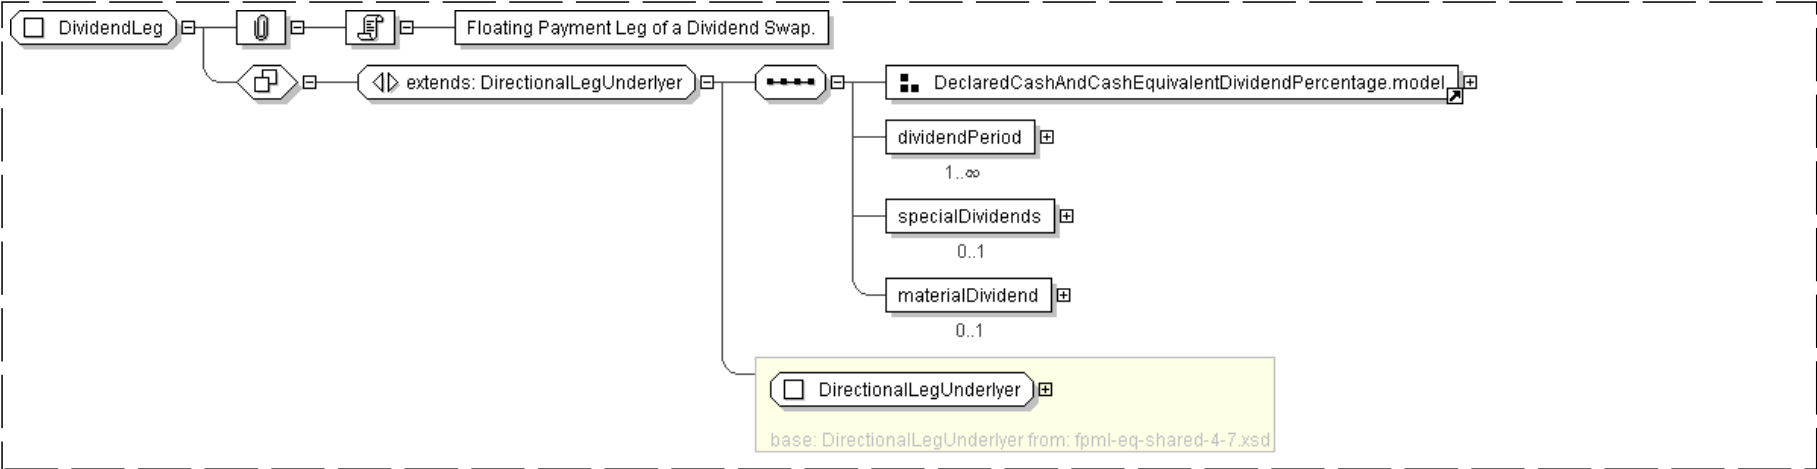 DividendLeg
Floating Payment Leg of a Dividend Swap.
extends: DirectionalLegUnderlyer
DeclaredCashAndCashEquivalentDividendPercentage.model
dividendPeriod
1..∞
specialDividends
0..1
materialDividend
0..1
DirectionalLegUnderlyer
base: DirectionalLegUnderlyer from: fpml-eq-shared-4-7.xsd